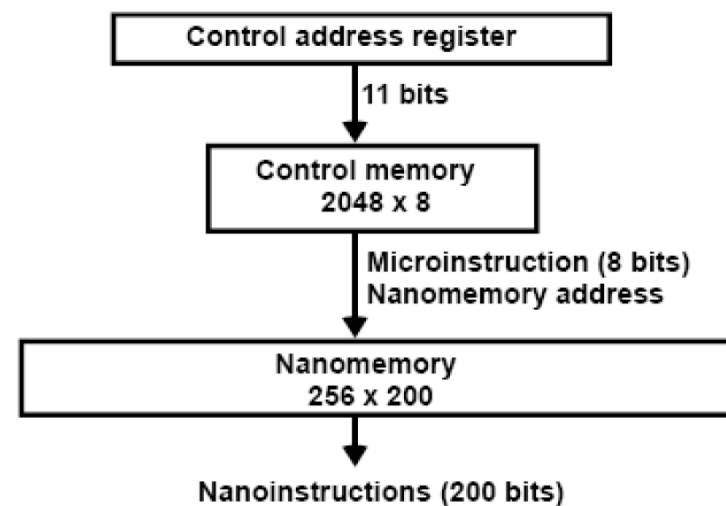 Control address register
11 bits
Control memory
2048 x 8
Microinstruction (8 bits)
Nanomemory address
Nanomemory
256 x 200
Nanoinstructions (200 bits)